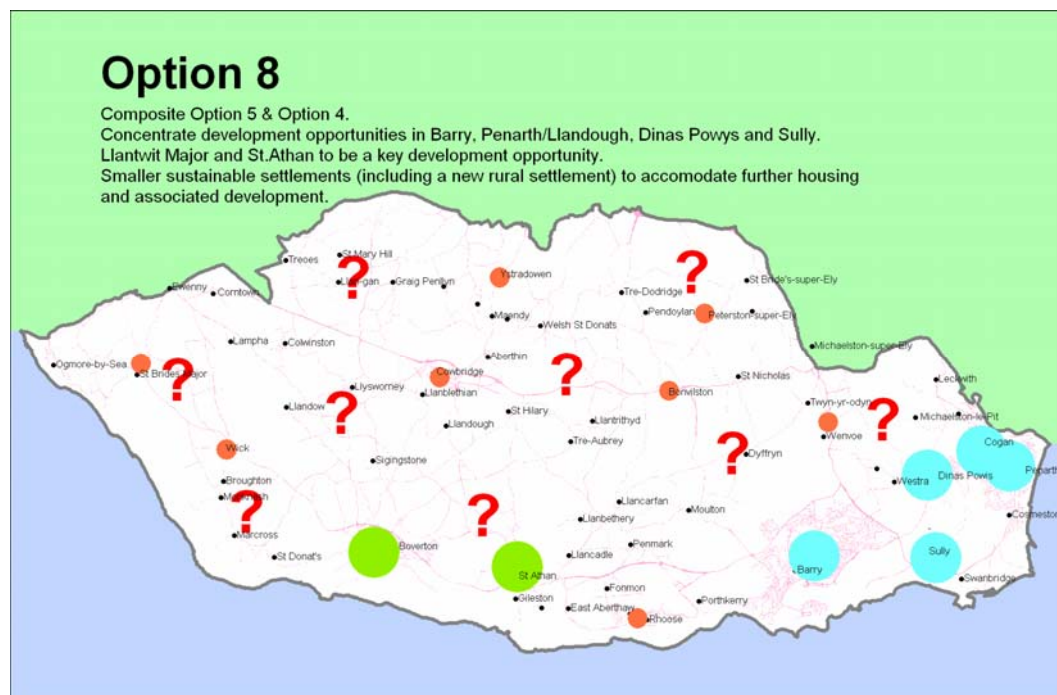 Option 8
Composite Option 5 & Option 4.
Concentrate development opportunities in Barry, Penarth/Llandough, Dinas Powys and Sully.
Llantwit Major and St.Athan to be a key development opportunity.
Smaller sustainable settlements (including a new rural settlement) to accomodate further housing
and associated development.
St Mary Hill
Treoes
?
?
Ystradowen
Graig Penllyn
St Bride's-super-Ely
Ewenny
Corntown
Tre-Dodridge
Pendoylan
Peterston-super-Ely
Maendy
Welsh St Donats
Lampha
Colwinston
Michaelston-super-Ely
Aberthin
Ogmore-by-Sea
St Brides Major
?
?
Cowbridge
St Nicholas
Leckwith
Llysworney
Llanblethian
Bonvilston
Twyn-yr-odyn
Llandow
?
St Hilary
?
Michaelston-le-Pit
Llandough
Llantrithyd
Wenvoe
Cogan
Tre-Aubrey
Wick
?
Dyffryn
Sigingstone
Penarth
Dinas Powis
Westra
Broughton
?
?
Llancarfan
Moulton
Llanbethery
Marcross
Boverton
Penmark
St Donat's
Llancadle
Sully
Barry
St Athan
Swanbridge
Fonmon
Gileston
East Aberthaw
Porthkerry
Rhoose